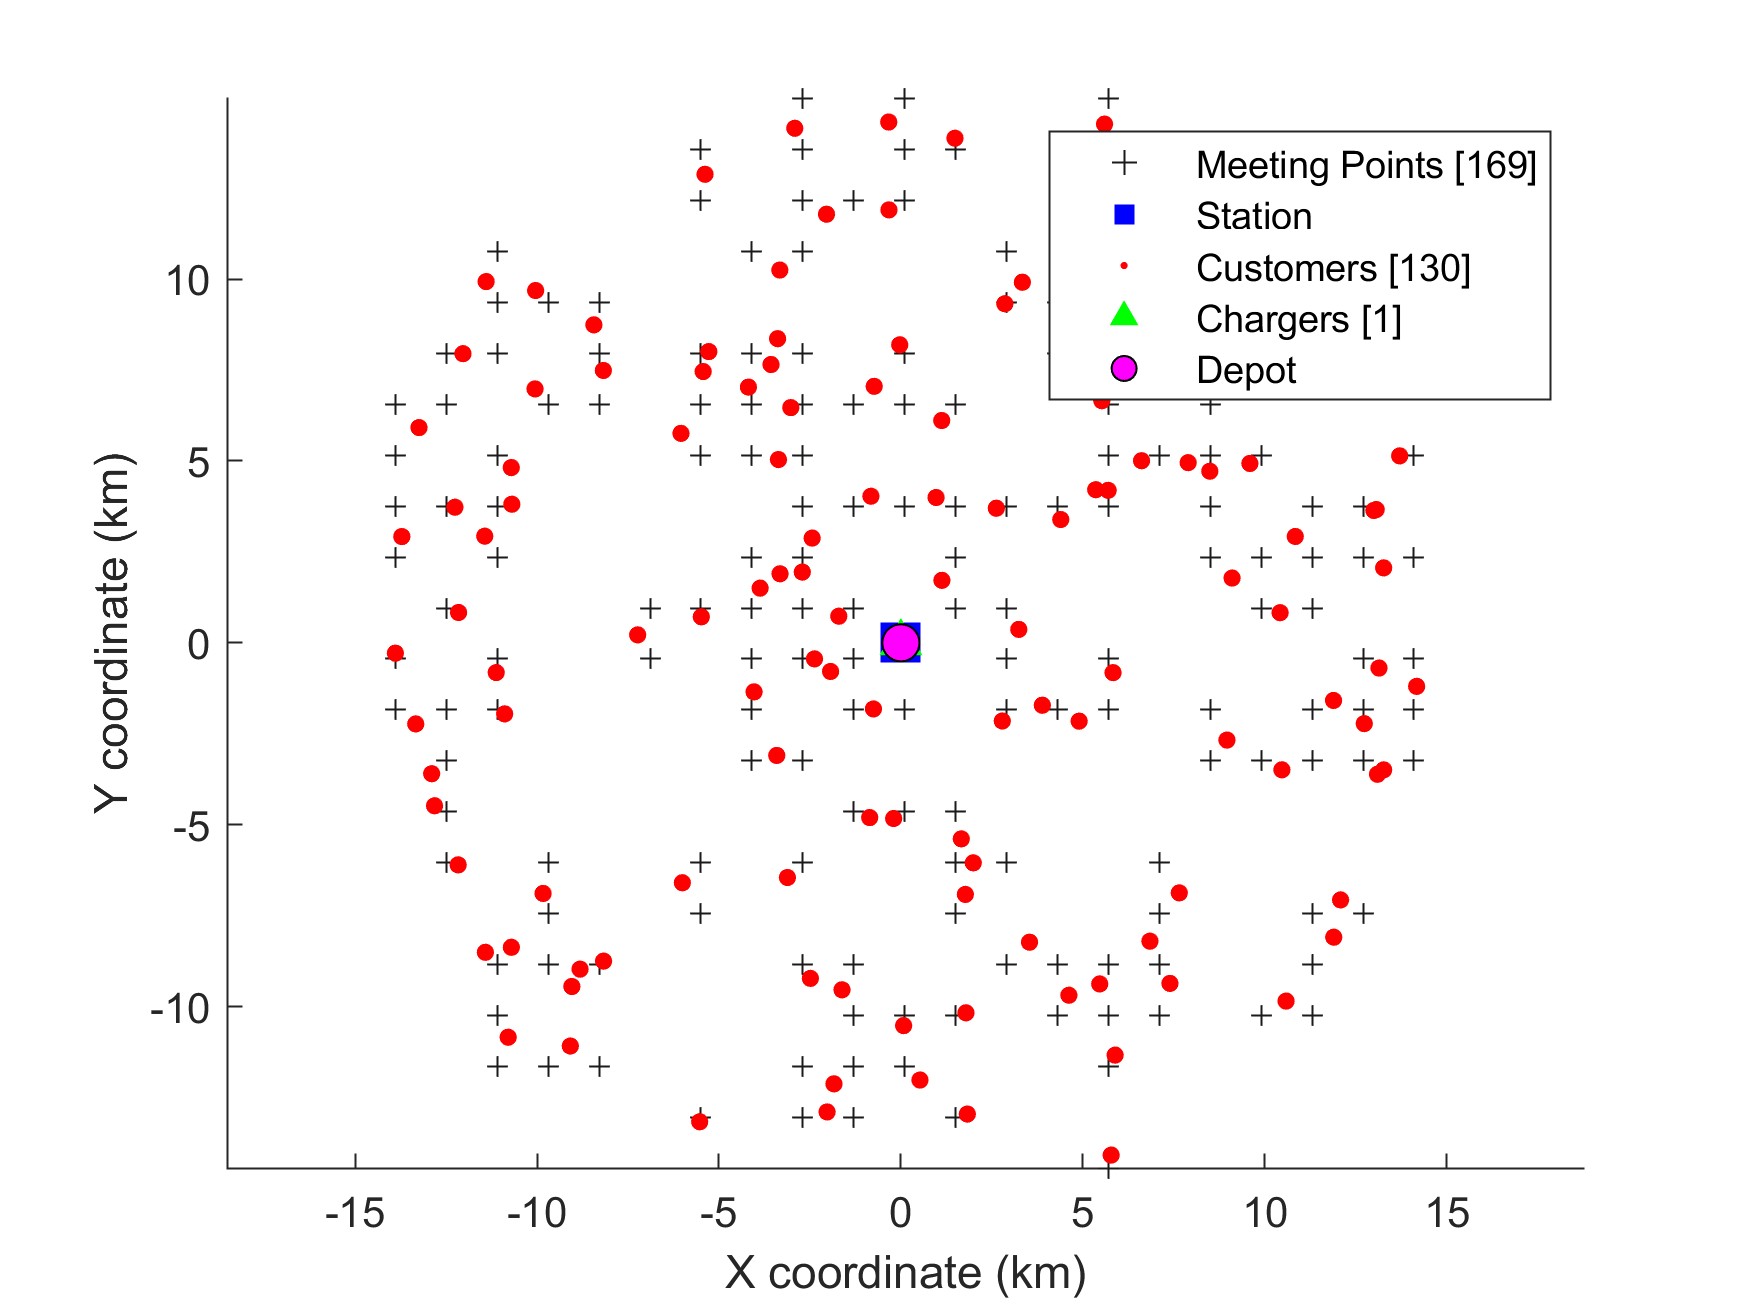 Meeting Points [169]
Station
Customers [130]
Chargers [1]
Depot
10
5
0
-5
-10
Y coordinate (km)
-15 -10 -5 0 5 10 15
X coordinate (km)